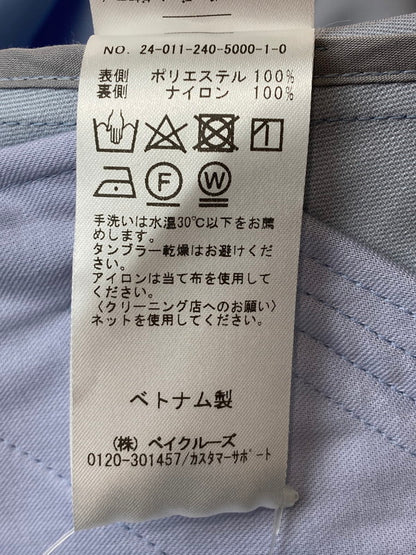 NO. 24-011-240-5000-1-0
表側 ポリエステル 100%
裏側 ナイロン 100%
F
W
手洗いは水温30℃以下をお薦
めします。
タンブラー乾燥はお避けくださ
い。
アイロンは当て布を使用して
ください。
〈クリーニング店へのお願い〉
ネットを使用してください。
ベトナム製
(株) ベイクルーズ
0120-301457/カスタマーサポート